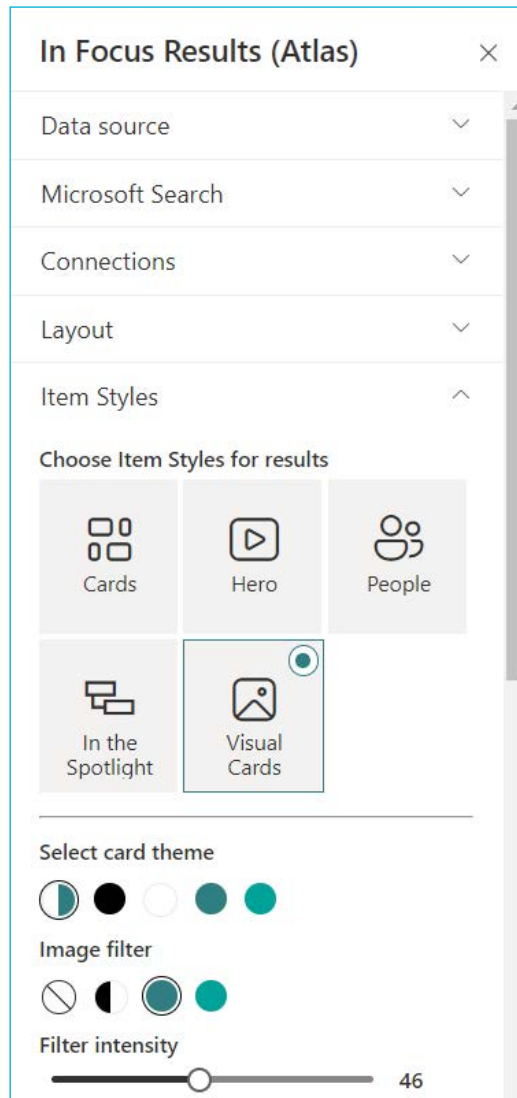 In Focus Results (Atlas)
Data source
Microsoft Search
Connections
Layout
Item Styles
Choose Item Styles for results
Cards
Hero
People
In the
Spotlight
Visual
Cards
Select card theme
Image filter
Filter intensity
46